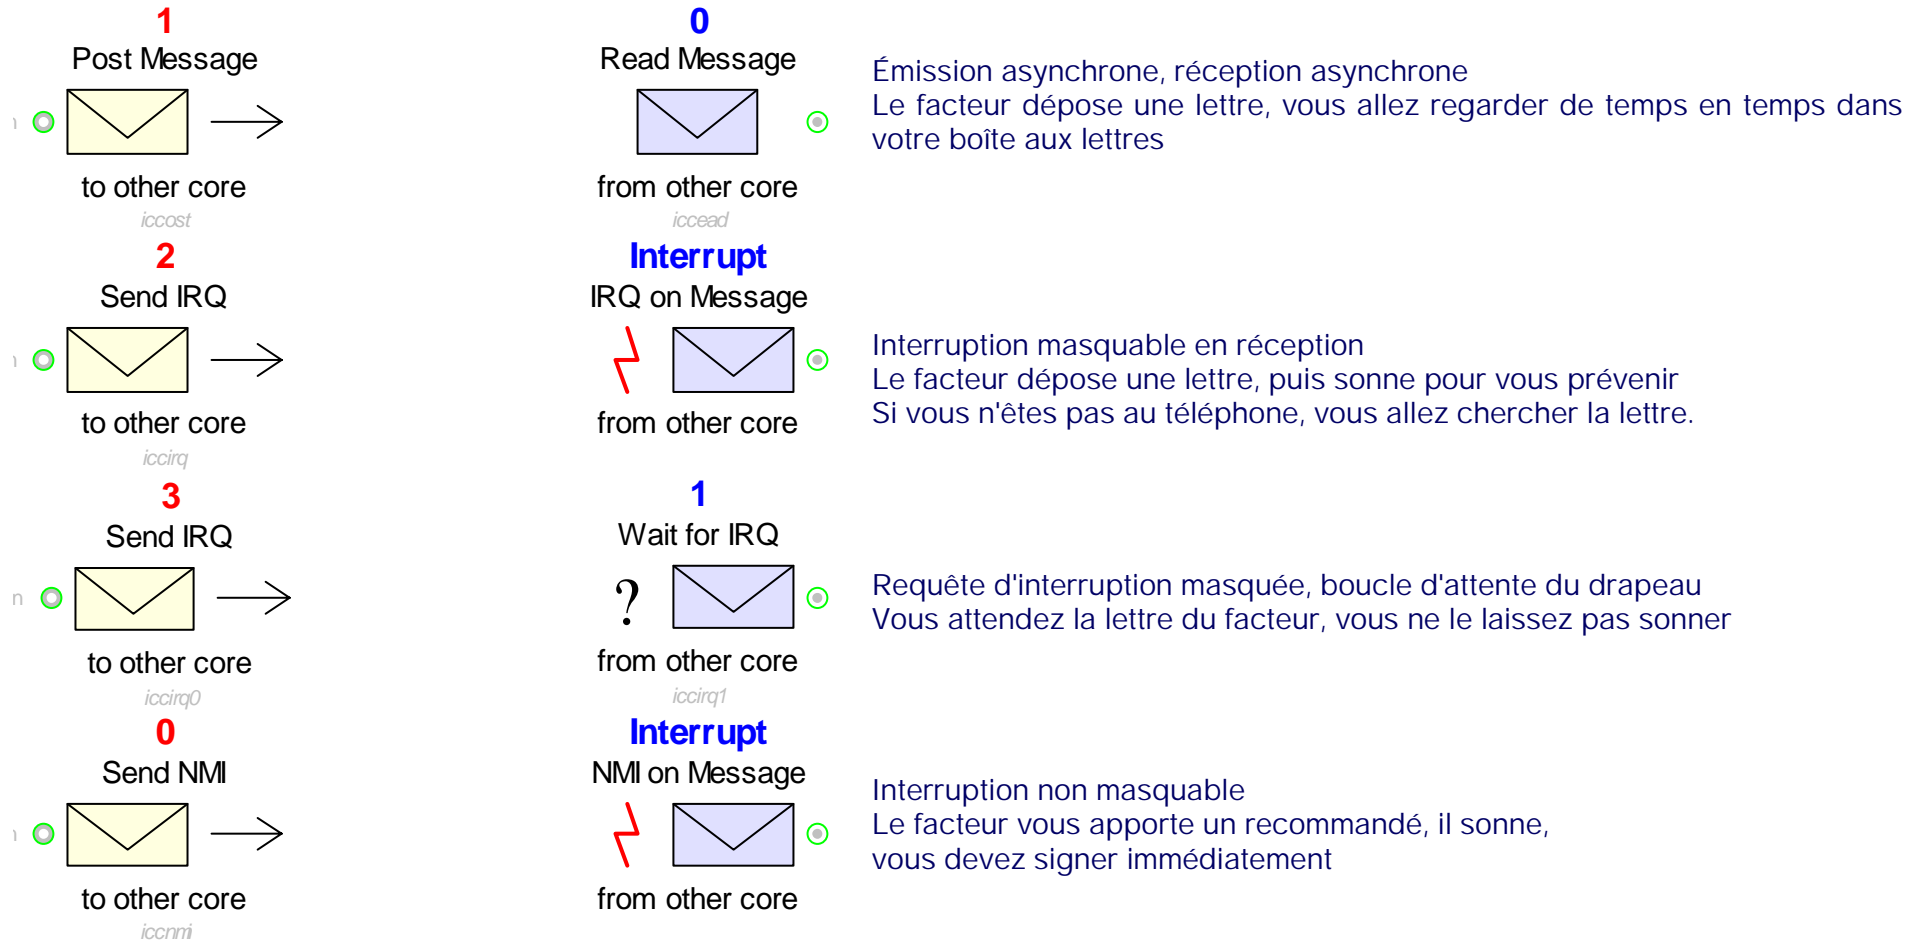 1
0
Post Message
Read Message
to other core
from other core
iccost
iccead
Émission asynchrone, réception asynchrone
Le facteur dépose une lettre, vous allez regarder de temps en temps dans
votre boîte aux lettres
2
Interrupt
Send IRQ
IRQ on Message
to other core
from other core
iccirq
Interruption masquable en réception
Le facteur dépose une lettre, puis sonne pour vous prévenir
Si vous n'êtes pas au téléphone, vous allez chercher la lettre.
3
1
Send IRQ
Wait for IRQ
n
?
to other core
from other core
iccirq0
iccirq1
Requête d'interruption masquée, boucle d'attente du drapeau
Vous attendez la lettre du facteur, vous ne le laissez pas sonner
0
Interrupt
Send NMI
NMI on Message
to other core
from other core
iccnmi
Interruption non masquable
Le facteur vous apporte un recommandé, il sonne,
vous devez signer immédiatement